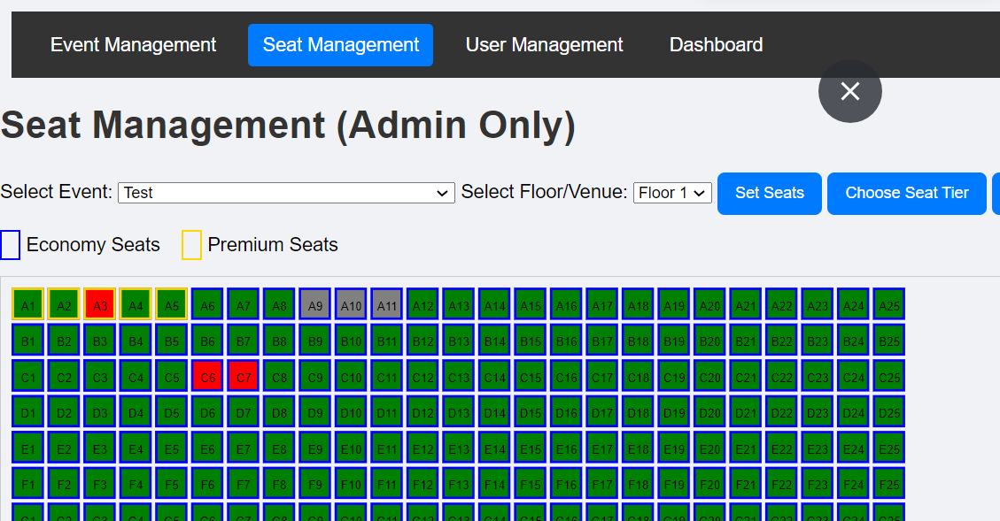 Event Management Seat Management User Management Dashboard
Seat Management (Admin Only)
Select Event: Test Select Floor/Venue: Floor 1 Set Seats Choose Seat Tier
Economy Seats Premium Seats
A1 A2 A3 A4 A5 A6 A7 A8 A9 A10 A11 A12 A13 A14 A15 A16 A17 A18 A19 A20 A21 A22 A23 A24 A25
B1 B2 B3 B4 B5 B6 B7 B8 B9 B10 B11 B12 B13 B14 B15 B16 B17 B18 B19 B20 B21 B22 B23 B24 B25
C1 C2 C3 C4 C5 C6 C7 C8 C9 C10 C11 C12 C13 C14 C15 C16 C17 C18 C19 C20 C21 C22 C23 C24 C25
D1 D2 D3 D4 D5 D6 D7 D8 D9 D10 D11 D12 D13 D14 D15 D16 D17 D18 D19 D20 D21 D22 D23 D24 D25
E1 E2 E3 E4 E5 E6 E7 E8 E9 E10 E11 E12 E13 E14 E15 E16 E17 E18 E19 E20 E21 E22 E23 E24 E25
F1 F2 F3 F4 F5 F6 F7 F8 F9 F10 F11 F12 F13 F14 F15 F16 F17 F18 F19 F20 F21 F22 F23 F24 F25